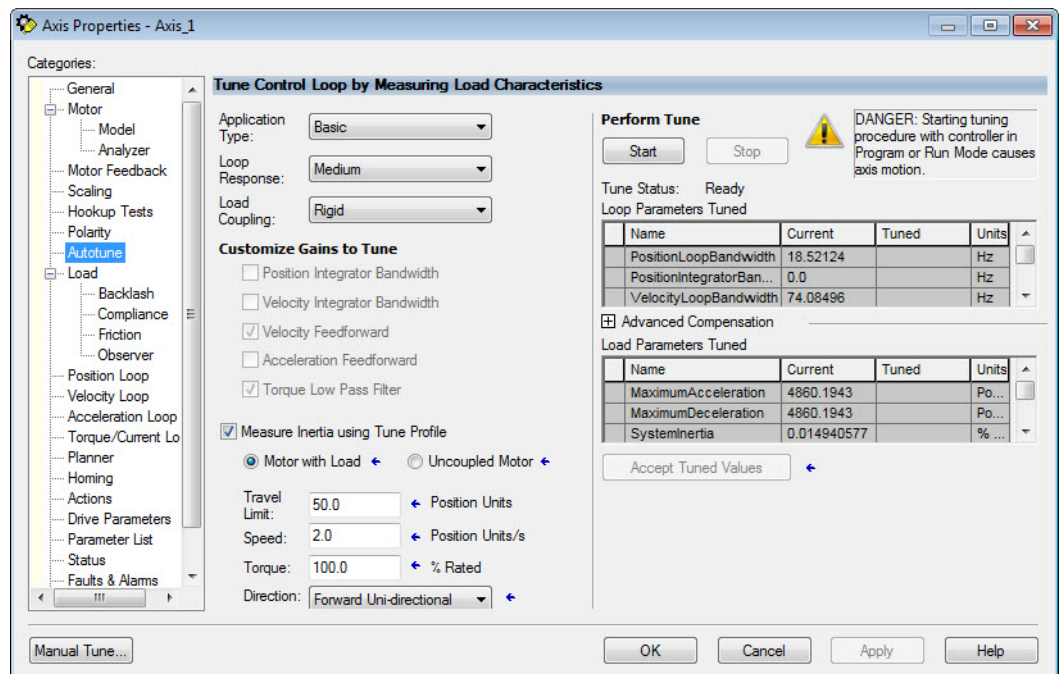 Axis Properties - Axis_1
Categories:
General
Motor
Model
Analyzer
Motor Feedback
Scaling
Hookup Tests
Polarity
Autotune
Load
Backlash
Compliance
Friction
Observer
Position Loop
Velocity Loop
Acceleration Loop
Torque/Current Lo
Planner
Homing
Actions
Drive Parameters
Parameter List
Status
Faults & Alarms
Manual Tune...
Tune Control Loop by Measuring Load Characteristics
Application Type: Basic
Loop Response: Medium
Load Coupling: Rigid
Customize Gains to Tune
Position Integrator Bandwidth
Velocity Integrator Bandwidth
Velocity Feedforward
Acceleration Feedforward
Torque Low Pass Filter
Measure Inertia using Tune Profile
Motor with Load Uncoupled Motor
Travel Limit: 50.0 Position Units
Speed: 2.0 Position Units/s
Torque: 100.0 % Rated
Direction: Forward Uni-directional
Perform Tune
Start Stop
DANGER: Starting tuning
procedure with controller in
Program or Run Mode causes
axis motion.
Tune Status: Ready
Loop Parameters Tuned
Name Current Tuned Units
PositionLoopBandwidth 18.52124 Hz
PositionIntegratorBan... 0.0 Hz
VelocityLoopBandwidth 74.08496 Hz
Advanced Compensation
Load Parameters Tuned
Name Current Tuned Units
MaximumAcceleration 4860.1943 Po...
MaximumDeceleration 4860.1943 Po...
SystemInertia 0.014940577 % ...
Accept Tuned Values
OK Cancel Apply Help